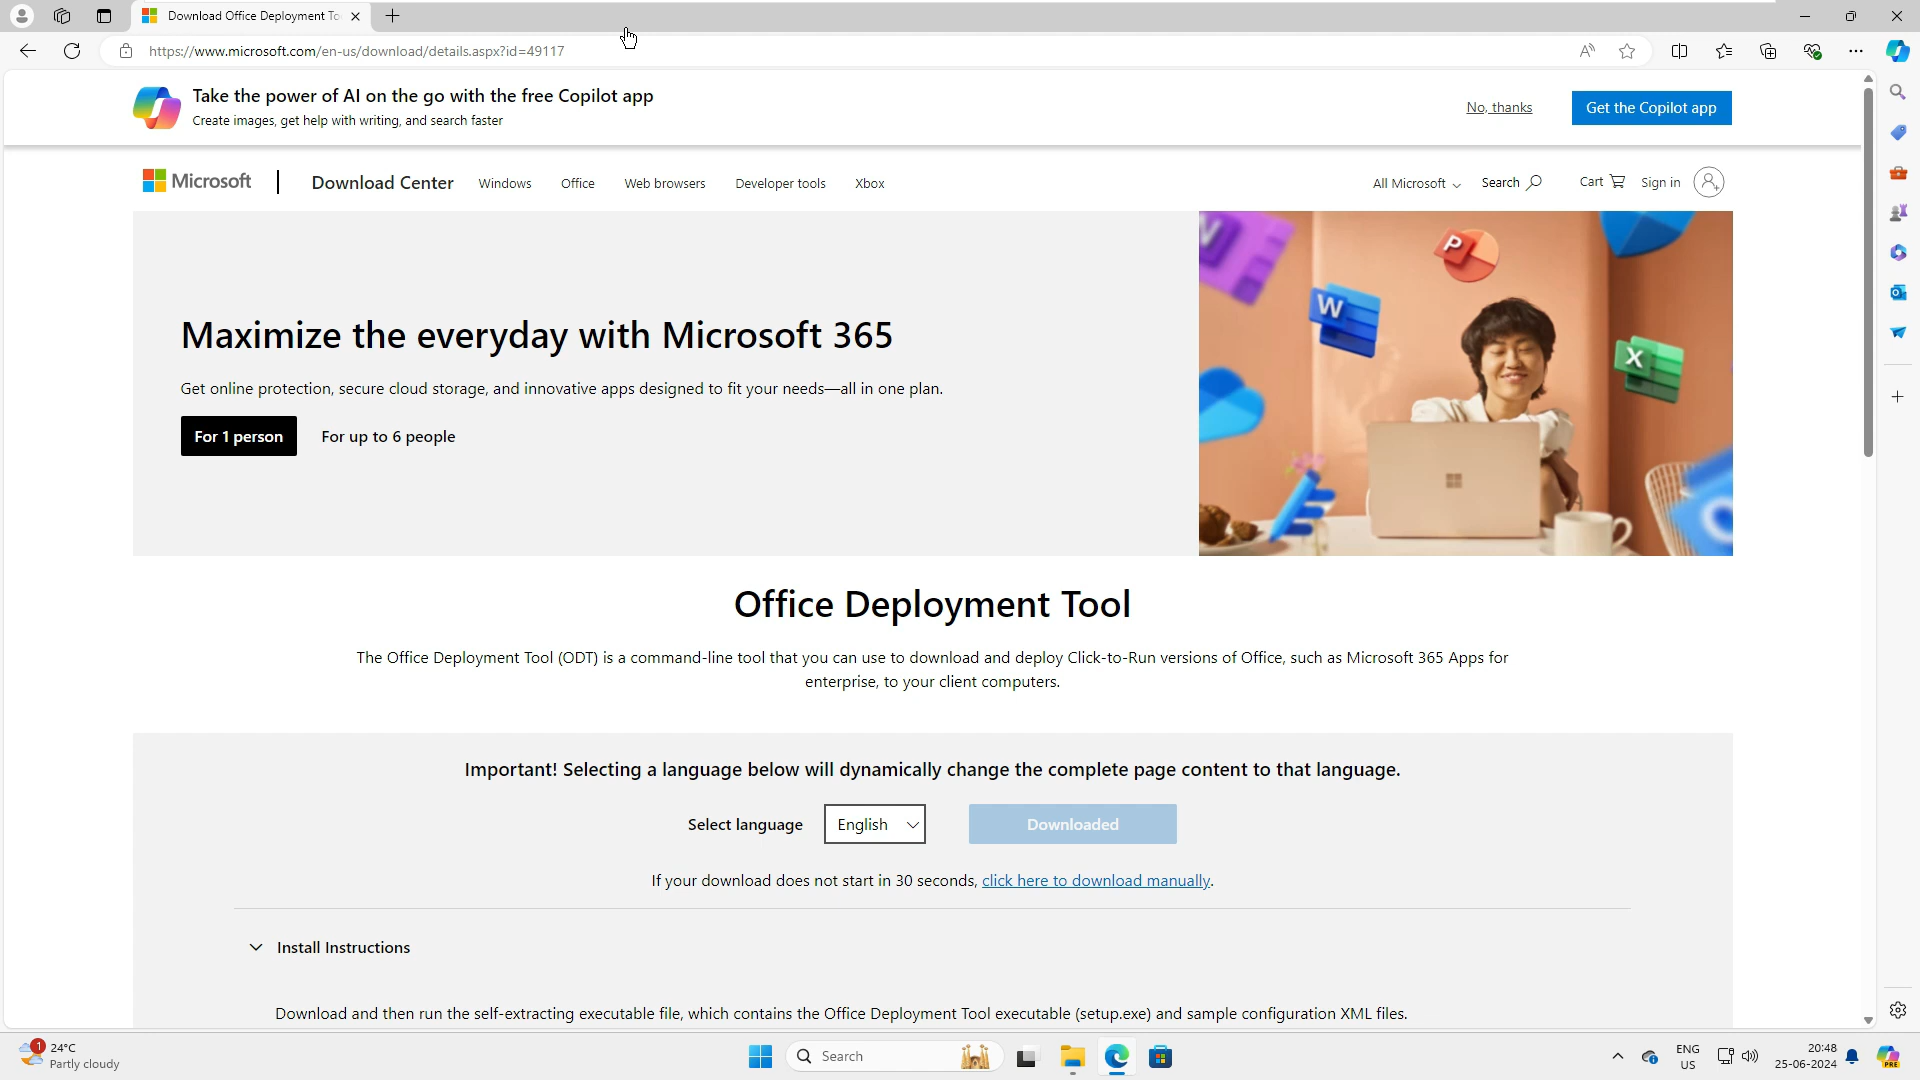 Download Office Deployment To
https://www.microsoft.com/en-us/download/details.aspx?id=49117
Take the power of AI on the go with the free Copilot app
Create images, get help with writing, and search faster
No, thanks
Get the Copilot app
Microsoft
Download Center
Windows
Office
Web browsers
Developer tools
Xbox
All Microsoft
Search
Cart
Sign in
Maximize the everyday with Microsoft 365
Get online protection, secure cloud storage, and innovative apps designed to fit your needs—all in one plan.
For 1 person
For up to 6 people
N
P
W
X
Office Deployment Tool
The Office Deployment Tool (ODT) is a command-line tool that you can use to download and deploy Click-to-Run versions of Office, such as Microsoft 365 Apps for
enterprise, to your client computers.
Important! Selecting a language below will dynamically change the complete page content to that language.
Select language
English
Downloaded
If your download does not start in 30 seconds, click here to download manually.
Install Instructions
Download and then run the self-extracting executable file, which contains the Office Deployment Tool executable (setup.exe) and sample configuration XML files.
1
24°C
Partly cloudy
Search
ENG
US
20:48
25-06-2024
PRE